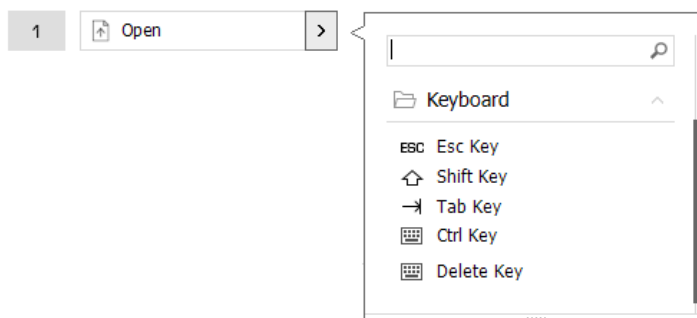 1 Open
Keyboard
ESC Esc Key
Shift Key
Tab Key
Ctrl Key
Delete Key